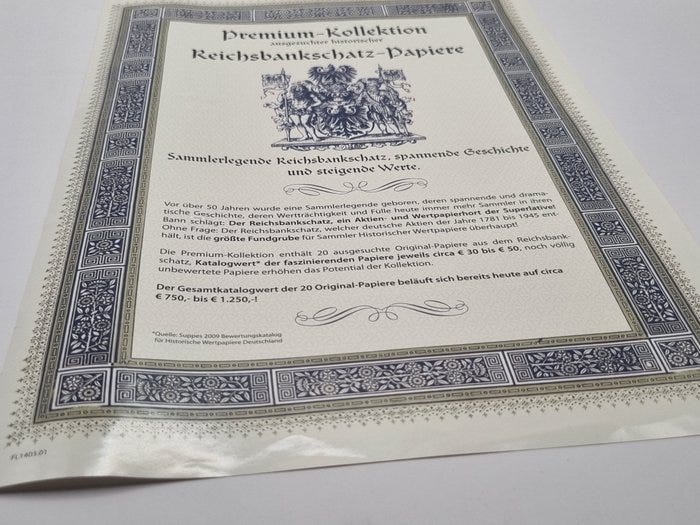 Premium-Kollektion
ausgesuchter historischer
Reichsbankschatz-Papiere
Sammlerlegende Reichsbankschatz, spannende Geschichte
und steigende Werte.
Vor über 50 Jahren wurde eine Sammlerlegende geboren, deren spannende und drama-
tische Geschichte, deren Wertträchtigkeit und Fülle heute immer mehr Sammler in ihren
Bann schlägt: Der Reichsbankschatz, ein Aktien- und Wertpapierhort der Superlative!
Ohne Frage: Der Reichsbankschatz, welcher deutsche Aktien der Jahre 1781 bis 1945 ent-
hält, ist die größte Fundgrube für Sammler Historischer Wertpapiere überhaupt!
Die Premium-Kollektion enthält 20 ausgesuchte Original-Papiere aus dem Reichsbank-
schatz, Katalogwert* der faszinierenden Papiere jeweils circa € 30 bis € 50, noch völlig
unbewertete Papiere erhöhen das Potential der Kollektion.
Der Gesamtkatalogwert der 20 Original-Papiere beläuft sich bereits heute auf circa
€ 750,- bis € 1.250,-!
*Quelle: Suppes 2009 Bewertungskatalog
für Historische Wertpapiere Deutschland
FL1403.01